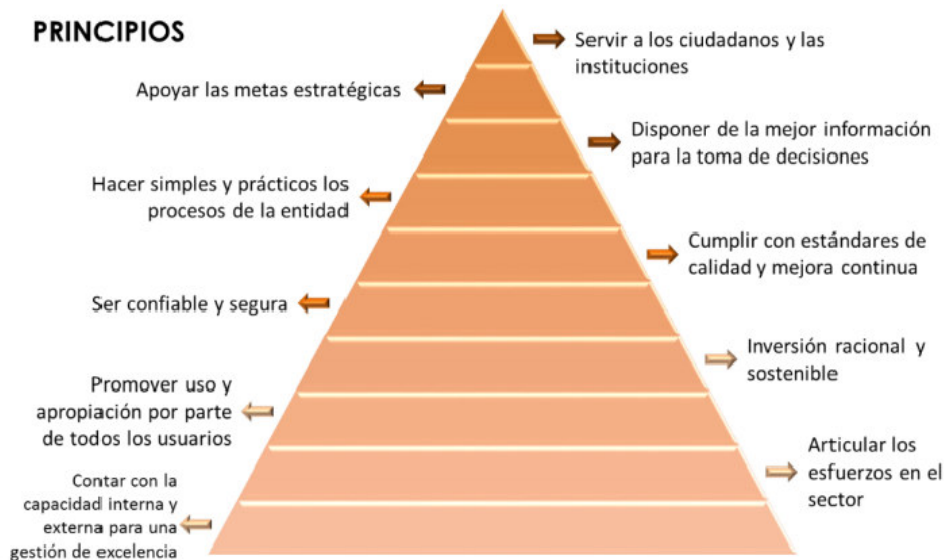 PRINCIPIOS
Servir a los ciudadanos y las
instituciones
Apoyar las metas estratégicas
Disponer de la mejor información
para la toma de decisiones
Hacer simples y prácticos los
procesos de la entidad
Cumplir con estándares de
calidad y mejora continua
Ser confiable y segura
Inversión racional y
sostenible
Promover uso y
apropiación por parte
de todos los usuarios
Articular los
esfuerzos en el
sector
Contar con la
capacidad interna y
externa para una
gestión de excelencia